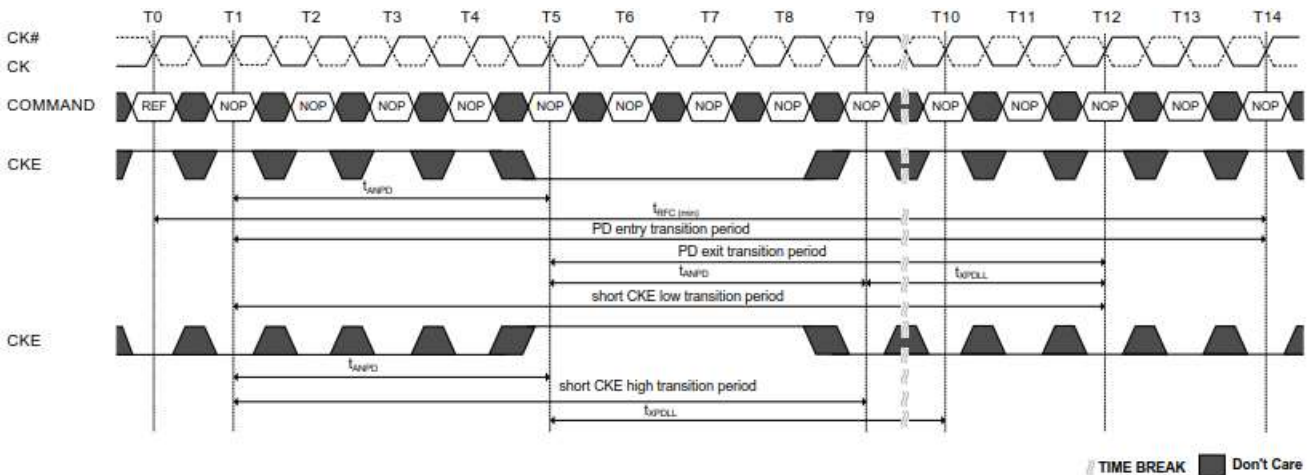 T0 T1 T2 T3 T4 T5 T6 T7 T8 T9 T10 T11 T12 T13 T14
CK#
CK
COMMAND REF NOP NOP NOP NOP NOP NOP NOP NOP NOP NOP NOP NOP NOP NOP
CKE
tANPD
tRFC (min)
PD entry transition period
PD exit transition period
tANPD tXPDLL
short CKE low transition period
CKE
tANPD
short CKE high transition period
tXPDLL
TIME BREAK Don't Care